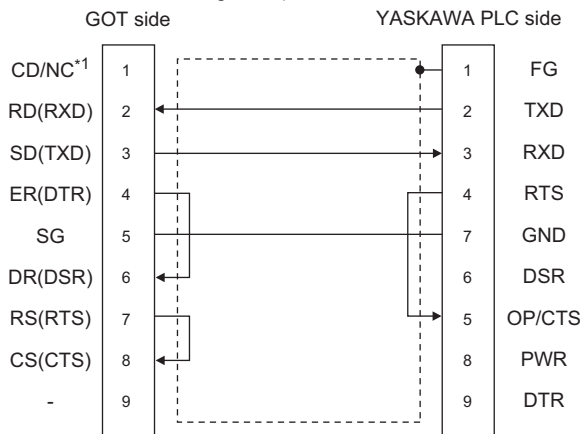 GOT side YASKAWA PLC side
CD/NC*1 1 1 FG
RD(RXD) 2 2 TXD
SD(TXD) 3 3 RXD
ER(DTR) 4 4 RTS
SG 5 7 GND
DR(DSR) 6 6 DSR
RS(RTS) 7 5 OP/CTS
CS(CTS) 8 8 PWR
- 9 9 DTR